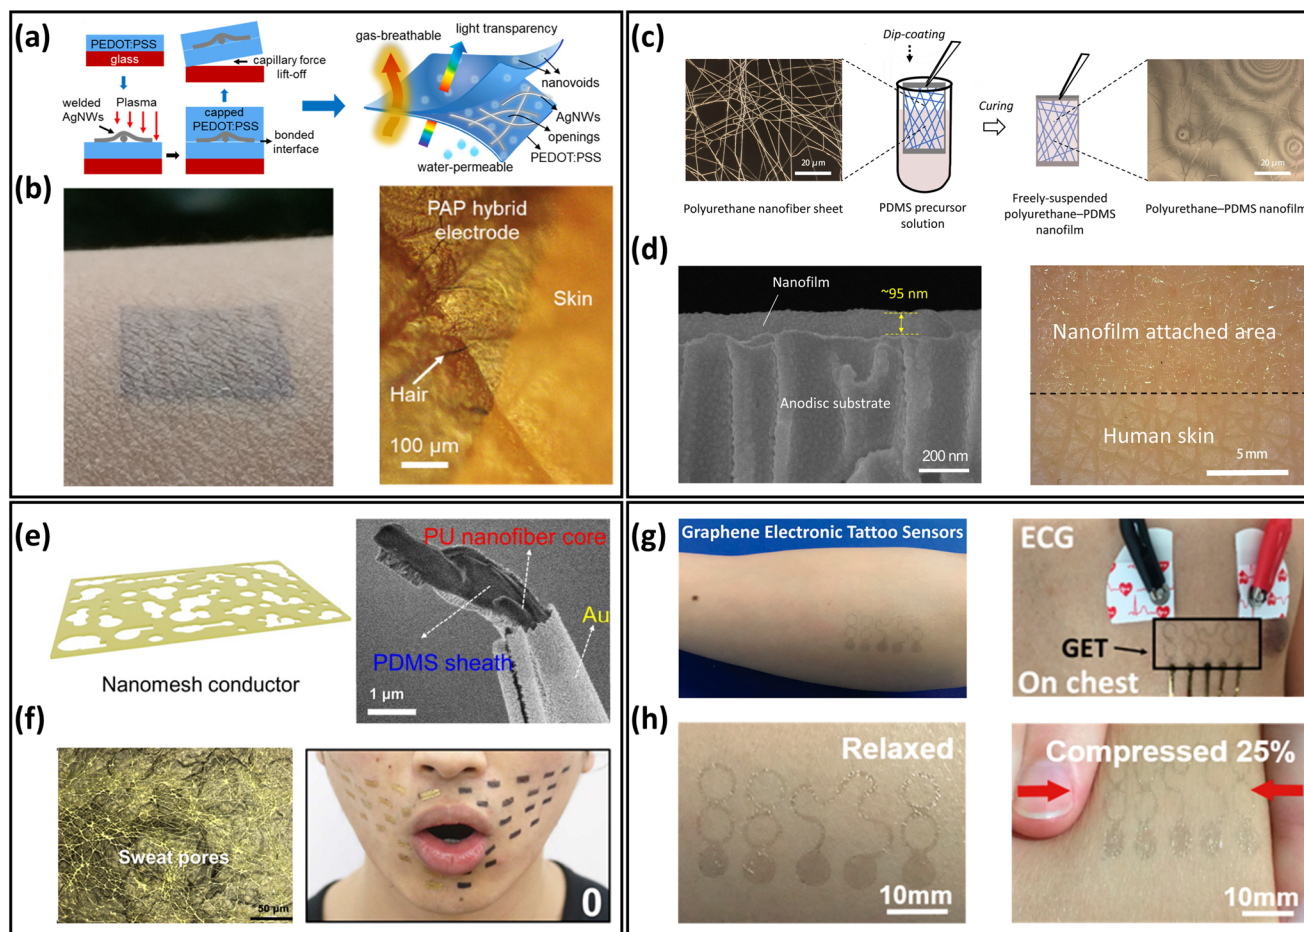 (a)
PEDOT:PSS
glass
capillary force
lift-off
welded
AgNWs
Plasma
capped
PEDOT:PSS
bonded
interface
gas-breathable
light transparency
nanovoids
AgNWs
openings
PEDOT:PSS
water-permeable
(b)
PAP hybrid
electrode
Skin
Hair
100 µm
(c)
Dip-coating
Curing
20 µm
20 µm
Polyurethane nanofiber sheet
PDMS precursor
solution
Freely-suspended
polyurethane–PDMS
nanofilm
Polyurethane–PDMS nanofilm
(d)
Nanofilm
~95 nm
Anodisc substrate
200 nm
Nanofilm attached area
Human skin
5 mm
(e)
Nanomesh conductor
PU nanofiber core
Au
PDMS sheath
1 µm
(f)
Sweat pores
50 µm
0
(g)
Graphene Electronic Tattoo Sensors
ECG
GET
On chest
(h)
Relaxed
10mm
Compressed 25%
10mm